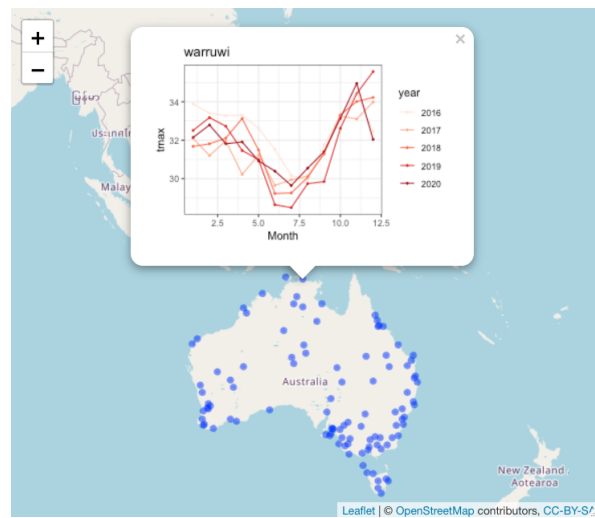 +
−
×
warruwi
tmax
34
32
30
2.5 5.0 7.5 10.0 12.5
Month
year
2016
2017
2018
2019
2020
Malay
Australia
New Zealand
Aotearoa
Leaflet | © OpenStreetMap contributors, CC-BY-SA